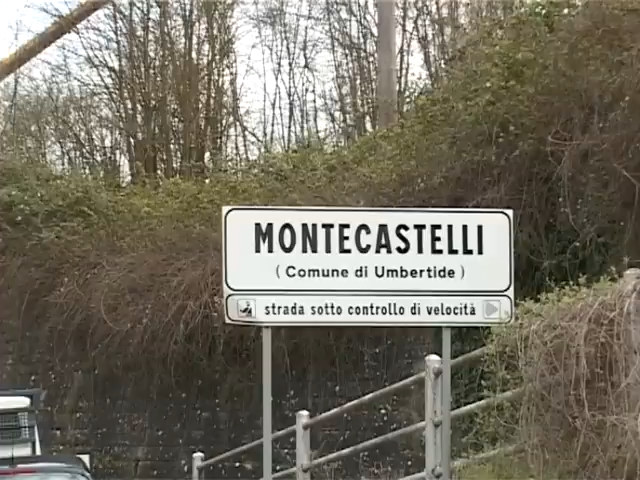 MONTECASTELLI
( Comune di Umbertide )
strada sotto controllo di velocità